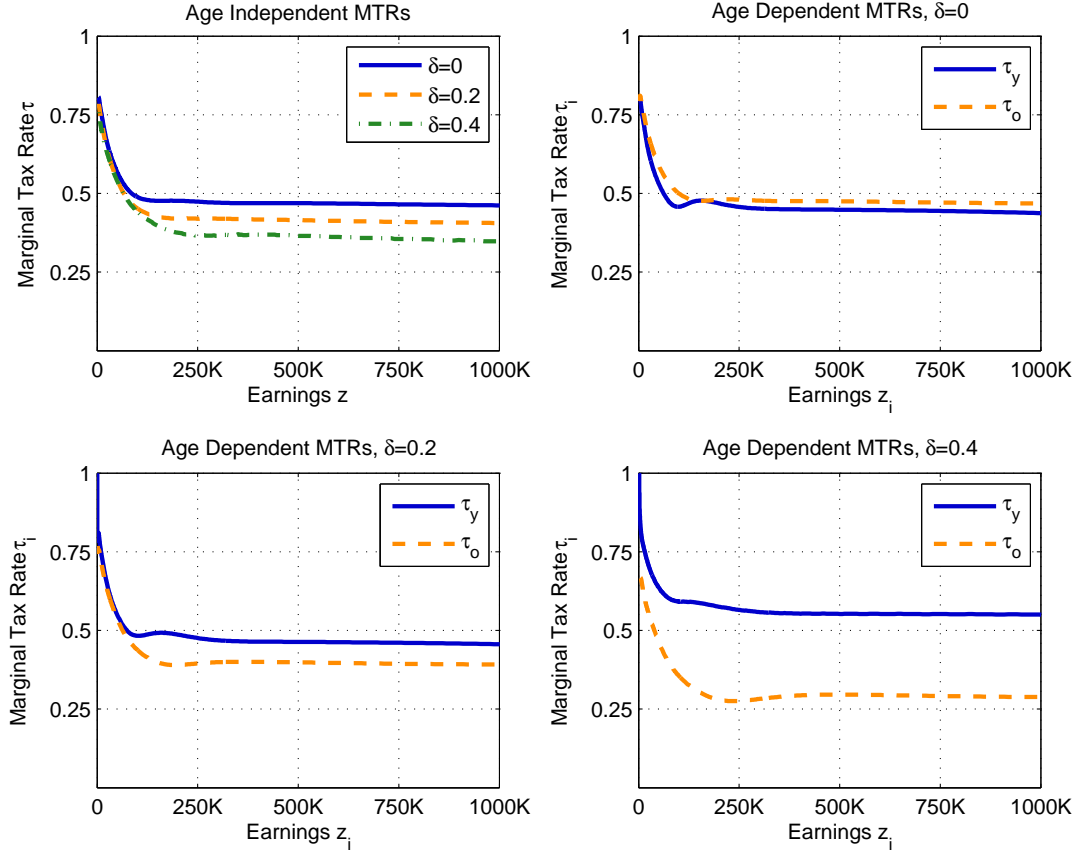 Age Independent MTRs
Marginal Tax Rate τ
1
0.75
0.5
0.25
δ=0
δ=0.2
δ=0.4
0 250K 500K 750K 1000K
Earnings z
Age Dependent MTRs, δ=0
Marginal Tax Rate τ_i
1
0.75
0.5
0.25
τ_y
τ_o
0 250K 500K 750K 1000K
Earnings z_i
Age Dependent MTRs, δ=0.2
Marginal Tax Rate τ_i
1
0.75
0.5
0.25
τ_y
τ_o
0 250K 500K 750K 1000K
Earnings z_i
Age Dependent MTRs, δ=0.4
Marginal Tax Rate τ_i
1
0.75
0.5
0.25
τ_y
τ_o
0 250K 500K 750K 1000K
Earnings z_i